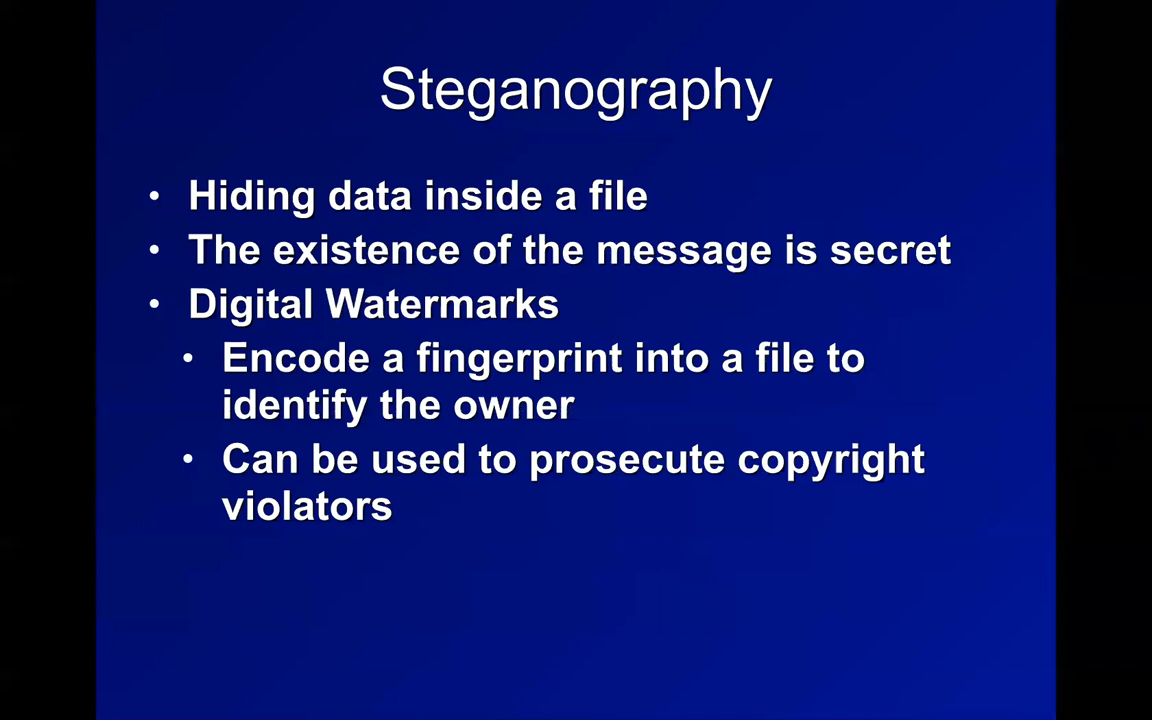 Steganography
• Hiding data inside a file
• The existence of the message is secret
• Digital Watermarks
• Encode a fingerprint into a file to
identify the owner
• Can be used to prosecute copyright
violators